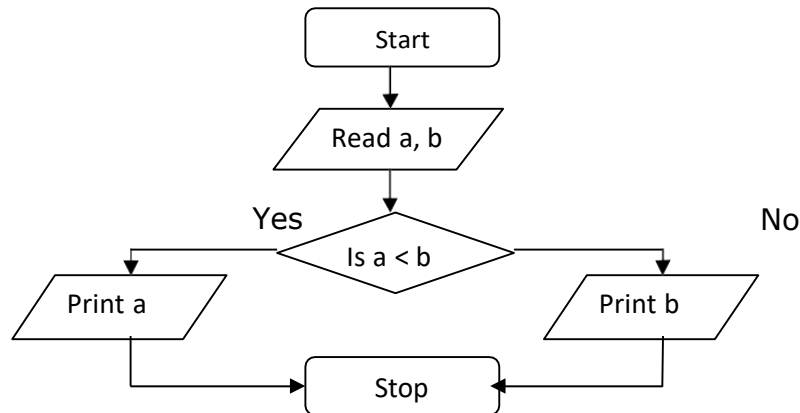 Start
Read a, b
Yes
No
Is a < b
Print a
Print b
Stop